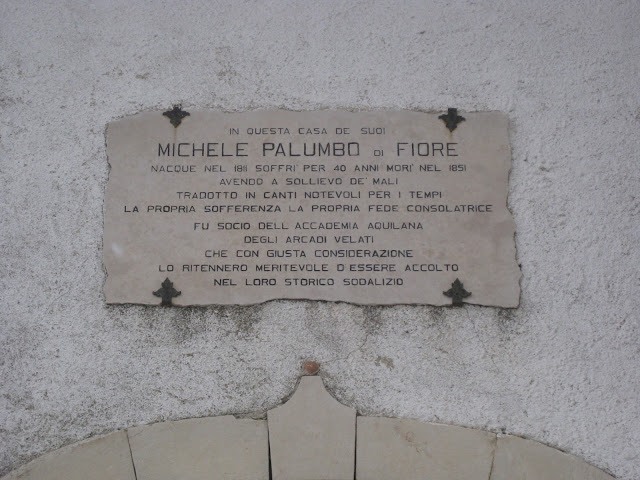 IN QUESTA CASA DE SUOI
MICHELE PALUMBO DI FIORE
NACQUE NEL 1811 SOFFRI' PER 40 ANNI MORI' NEL 1851
AVENDO A SOLLIEVO DE' MALI
TRADOTTO IN CANTI NOTEVOLI PER I TEMPI
LA PROPRIA SOFFERENZA LA PROPRIA FEDE CONSOLATRICE
FU SOCIO DELL ACCADEMIA AQUILANA
DEGLI ARCADI VELATI
CHE CON GIUSTA CONSIDERAZIONE
LO RITENNERO MERITEVOLE D ESSERE ACCOLTO
NEL LORO STORICO SODALIZIO